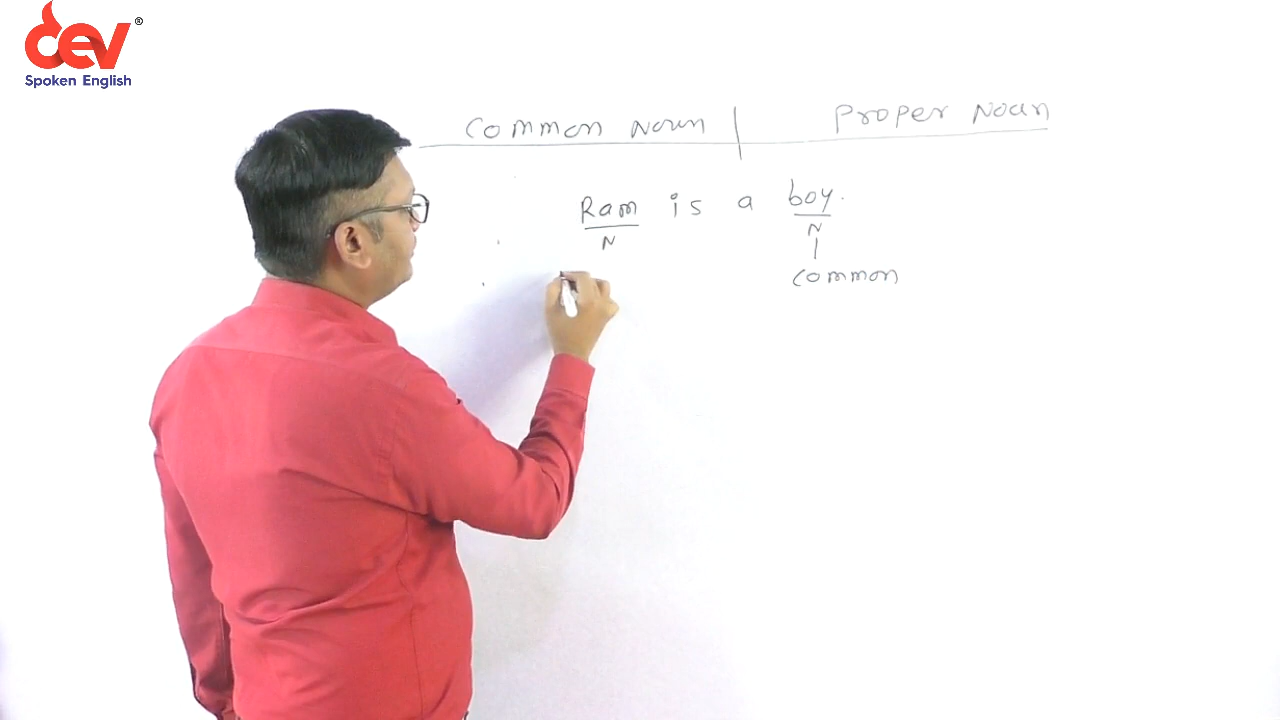 dev®
Spoken English
Common Noun | Proper Noun
Ram is a boy.
N N
common